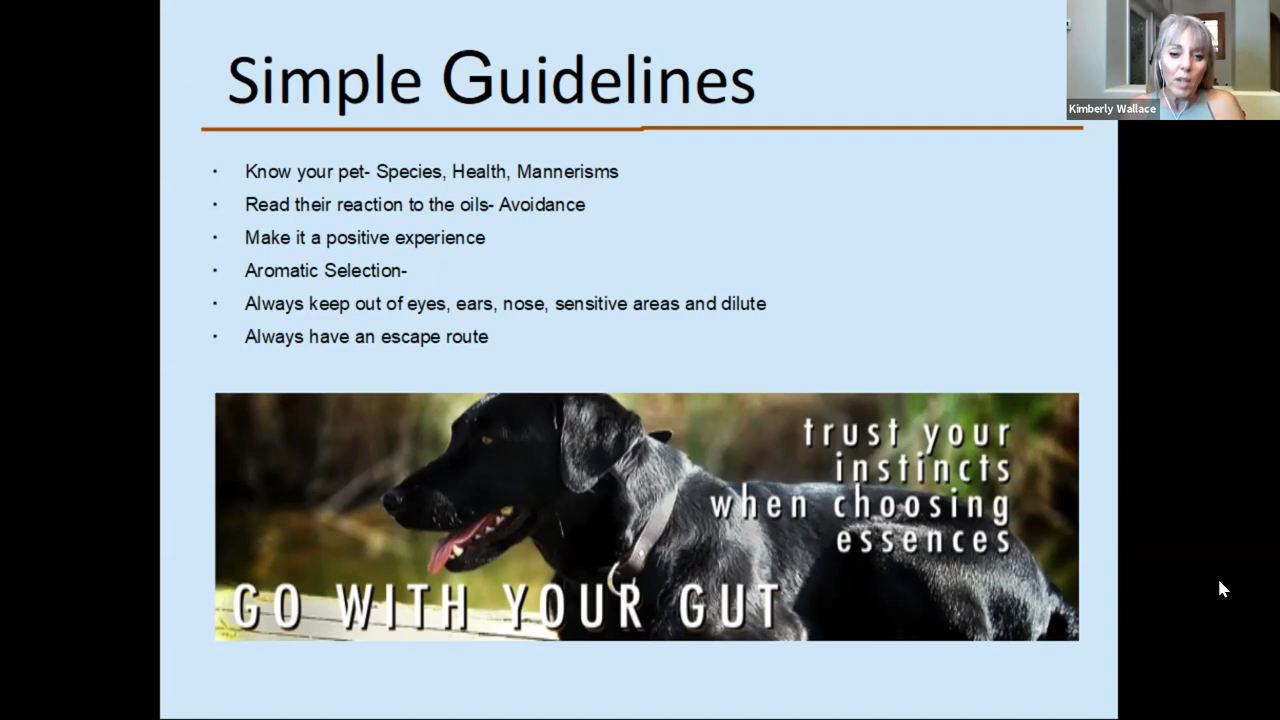 Simple Guidelines
Kimberly Wallace
· Know your pet- Species, Health, Mannerisms
· Read their reaction to the oils- Avoidance
· Make it a positive experience
· Aromatic Selection-
· Always keep out of eyes, ears, nose, sensitive areas and dilute
· Always have an escape route
trust your
instincts
when choosing
essences
GO WITH YOUR GUT